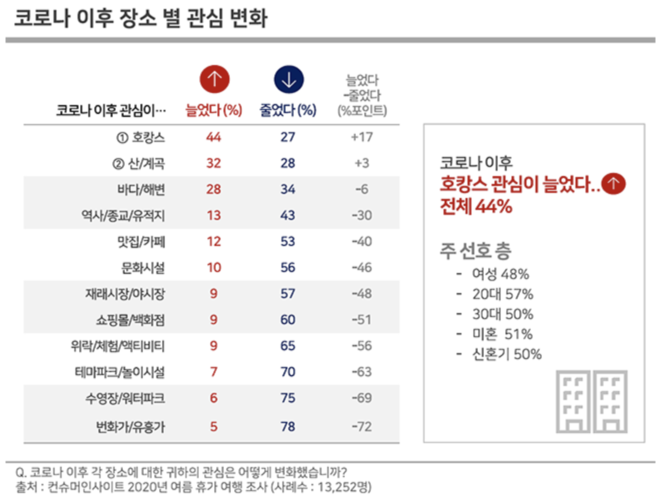 코로나 이후 장소 별 관심 변화
늘었다
-줄었다
(%포인트)
코로나 이후 관심이… 늘었다 (%) 줄었다 (%)
① 호캉스 44 27 +17
② 산/계곡 32 28 +3
바다/해변 28 34 -6
역사/종교/유적지 13 43 -30
맛집/카페 12 53 -40
문화시설 10 56 -46
재래시장/야시장 9 57 -48
쇼핑몰/백화점 9 60 -51
위락/체험/액티비티 9 65 -56
테마파크/놀이시설 7 70 -63
수영장/워터파크 6 75 -69
번화가/유흥가 5 78 -72
코로나 이후
호캉스 관심이 늘었다..
전체 44%
주 선호 층
- 여성 48%
- 20대 57%
- 30대 50%
- 미혼 51%
- 신혼기 50%
Q. 코로나 이후 각 장소에 대한 귀하의 관심은 어떻게 변화했습니까?
출처 : 컨슈머인사이트 2020년 여름 휴가 여행 조사 (사례수 : 13,252명)